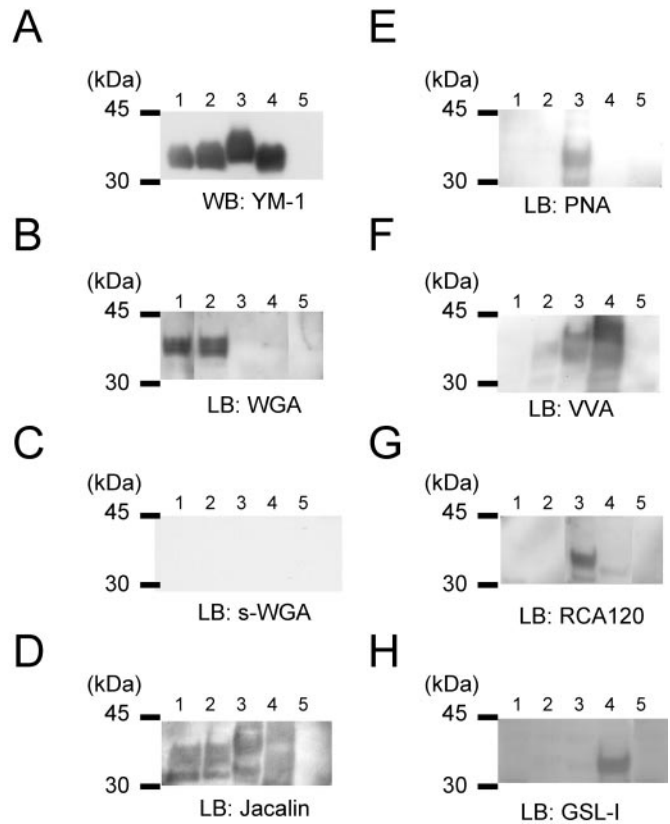 A
(kDa)
1 2 3 4 5
45
30
WB: YM-1
B
(kDa)
1 2 3 4 5
45
30
LB: WGA
C
(kDa)
1 2 3 4 5
45
30
LB: s-WGA
D
(kDa)
1 2 3 4 5
45
30
LB: Jacalin
E
(kDa)
1 2 3 4 5
45
30
LB: PNA
F
(kDa)
1 2 3 4 5
45
30
LB: VVA
G
(kDa)
1 2 3 4 5
45
30
LB: RCA120
H
(kDa)
1 2 3 4 5
45
30
LB: GSL-I